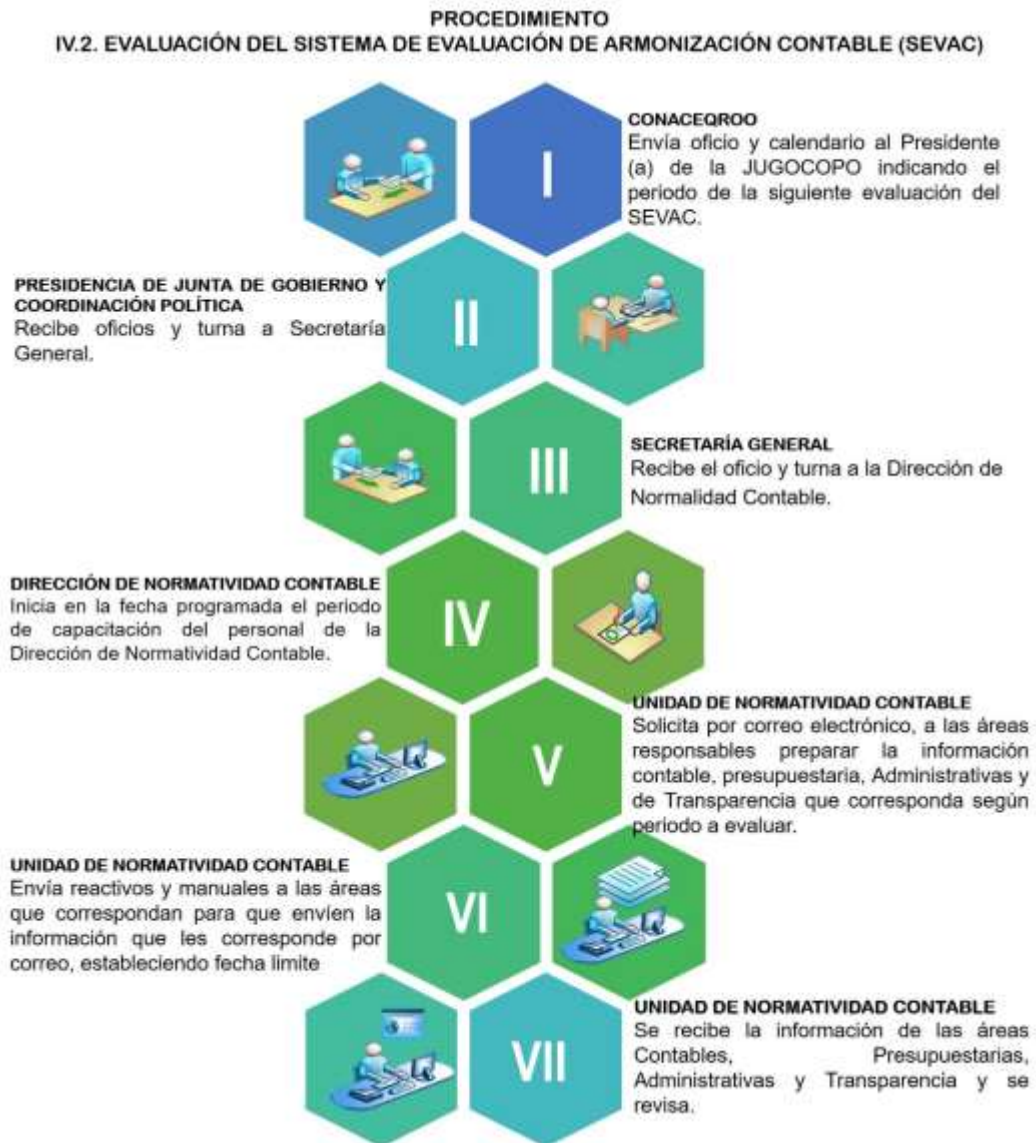 PROCEDIMIENTO
IV.2. EVALUACIÓN DEL SISTEMA DE EVALUACIÓN DE ARMONIZACIÓN CONTABLE (SEVAC)
I
CONACEQROO
Envía oficio y calendario al Presidente
(a) de la JUGOCOPO indicando el
periodo de la siguiente evaluación del
SEVAC.
PRESIDENCIA DE JUNTA DE GOBIERNO Y
COORDINACIÓN POLÍTICA
Recibe oficios y turna a Secretaría
General.
II
III
SECRETARÍA GENERAL
Recibe el oficio y turna a la Dirección de
Normalidad Contable.
DIRECCIÓN DE NORMATIVIDAD CONTABLE
Inicia en la fecha programada el periodo
de capacitación del personal de la
Dirección de Normatividad Contable.
IV
V
UNIDAD DE NORMATIVIDAD CONTABLE
Solicita por correo electrónico, a las áreas
responsables preparar la información
contable, presupuestaria, Administrativas y
de Transparencia que corresponda según
periodo a evaluar.
UNIDAD DE NORMATIVIDAD CONTABLE
Envía reactivos y manuales a las áreas
que correspondan para que envíen la
información que les corresponde por
correo, estableciendo fecha limite
VI
VII
UNIDAD DE NORMATIVIDAD CONTABLE
Se recibe la información de las áreas
Contables, Presupuestarias,
Administrativas y Transparencia y se
revisa.